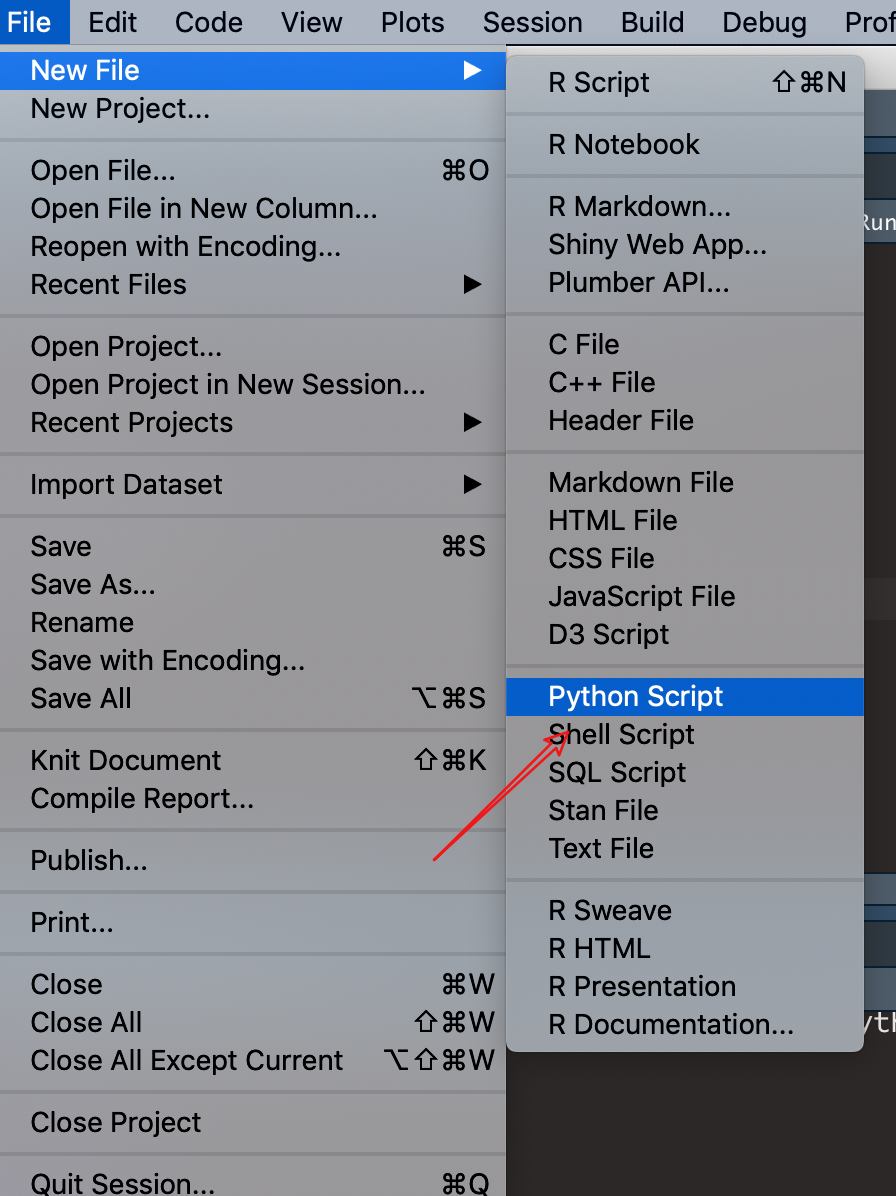 File Edit Code View Plots Session Build Debug Prof
New File ▶
New Project...
Open File... ⌘O
Open File in New Column...
Reopen with Encoding...
Recent Files ▶
Open Project...
Open Project in New Session...
Recent Projects ▶
Import Dataset ▶
Save ⌘S
Save As...
Rename
Save with Encoding...
Save All ⌥⌘S
Knit Document ⇧⌘K
Compile Report...
Publish...
Print...
Close ⌘W
Close All ⇧⌘W
Close All Except Current ⌥⇧⌘W
Close Project
Quit Session... ⌘Q
R Script ⇧⌘N
R Notebook
R Markdown...
Shiny Web App...
Plumber API...
C File
C++ File
Header File
Markdown File
HTML File
CSS File
JavaScript File
D3 Script
Python Script
Shell Script
SQL Script
Stan File
Text File
R Sweave
R HTML
R Presentation
R Documentation...
Run
yth